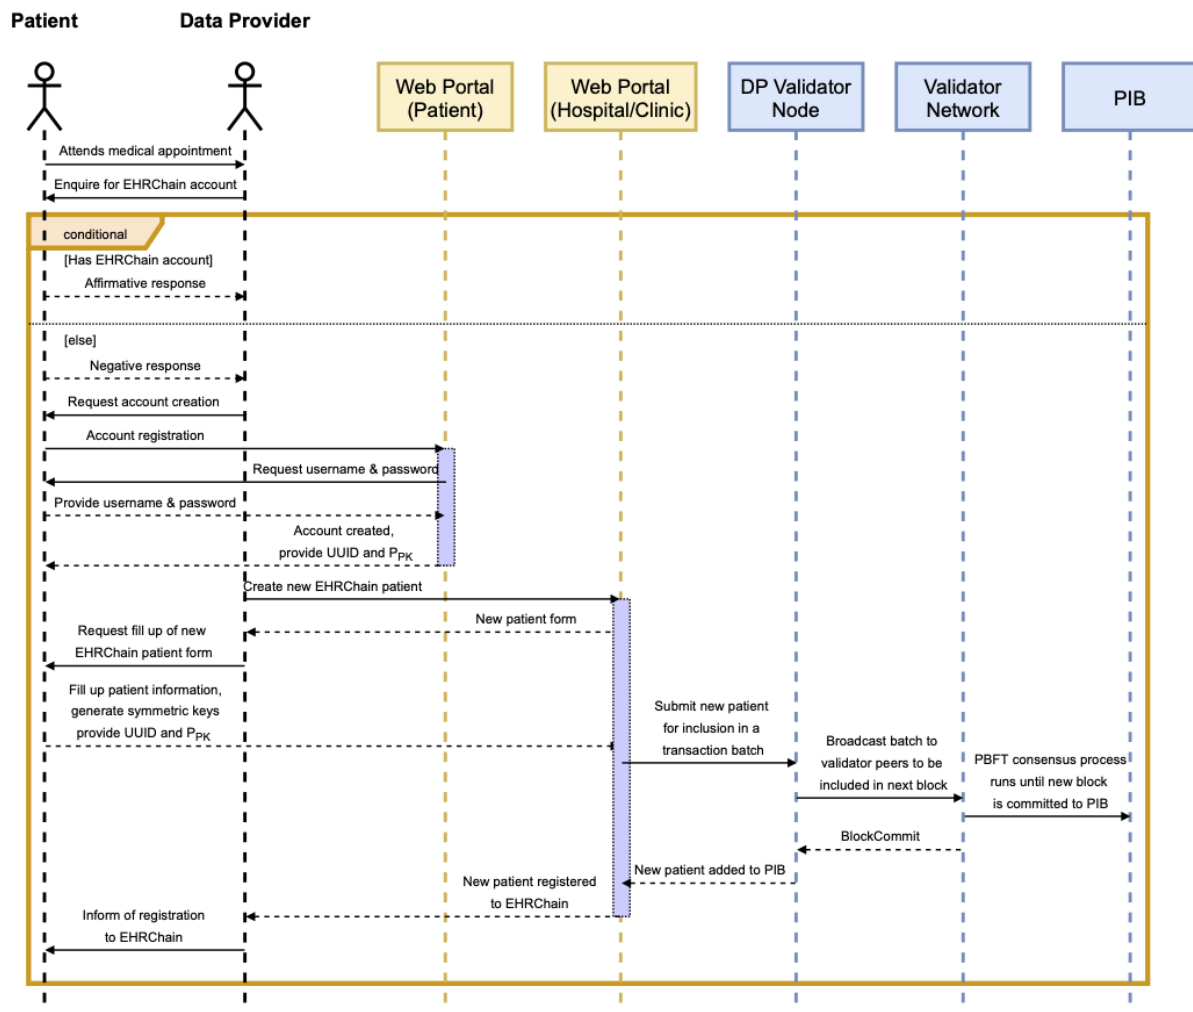 Patient
Data Provider
Web Portal
(Patient)
Web Portal
(Hospital/Clinic)
DP Validator
Node
Validator
Network
PIB
Attends medical appointment
Enquire for EHRChain account
conditional
[Has EHRChain account]
Affirmative response
[else]
Negative response
Request account creation
Account registration
Request username & password
Provide username & password
Account created,
provide UUID and PPK
Create new EHRChain patient
New patient form
Request fill up of new
EHRChain patient form
Fill up patient information,
generate symmetric keys
provide UUID and PPK
Submit new patient
for inclusion in a
transaction batch
Broadcast batch to
validator peers to be
included in next block
PBFT consensus process
runs until new block
is committed to PIB
BlockCommit
New patient added to PIB
New patient registered
to EHRChain
Inform of registration
to EHRChain